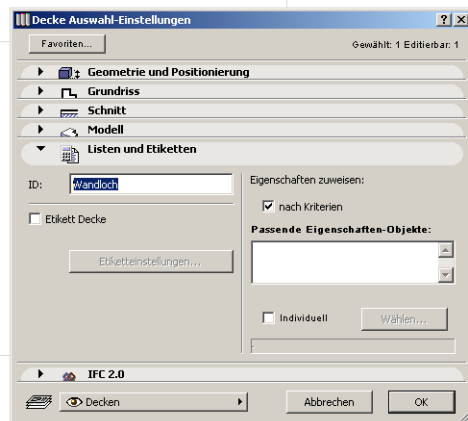 Decke Auswahl-Einstellungen
Favoriten...
Gewählt: 1 Editierbar: 1
Geometrie und Positionierung
Grundriss
Schnitt
Modell
Listen und Etiketten
ID: Wandloch
Etikett Decke
Etiketteinstellungen...
Eigenschaften zuweisen:
nach Kriterien
Passende Eigenschaften-Objekte:
Individuell
Wählen...
IFC 2.0
Decken
Abbrechen
OK